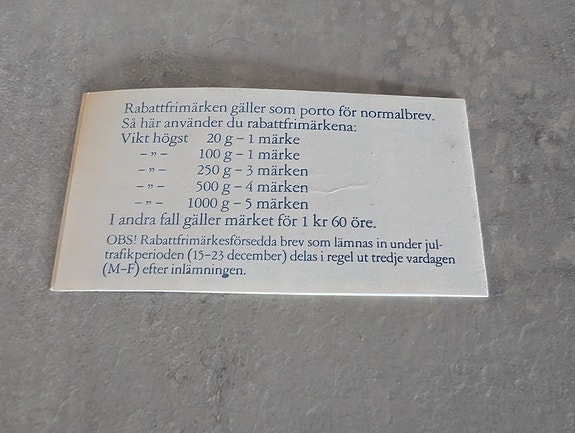 Rabattfrimärken gäller som porto för normalbrev.
Så här använder du rabattfrimärkena:
Vikt högst 20 g – 1 märke
– ” – 100 g – 1 märke
– ” – 250 g – 3 märken
– ” – 500 g – 4 märken
– ” – 1000 g – 5 märken
I andra fall gäller märket för 1 kr 60 öre.
OBS! Rabattfrimärkesförsedda brev som lämnas in under jul-
trafikperioden (15–23 december) delas i regel ut tredje vardagen
(M–F) efter inlämningen.